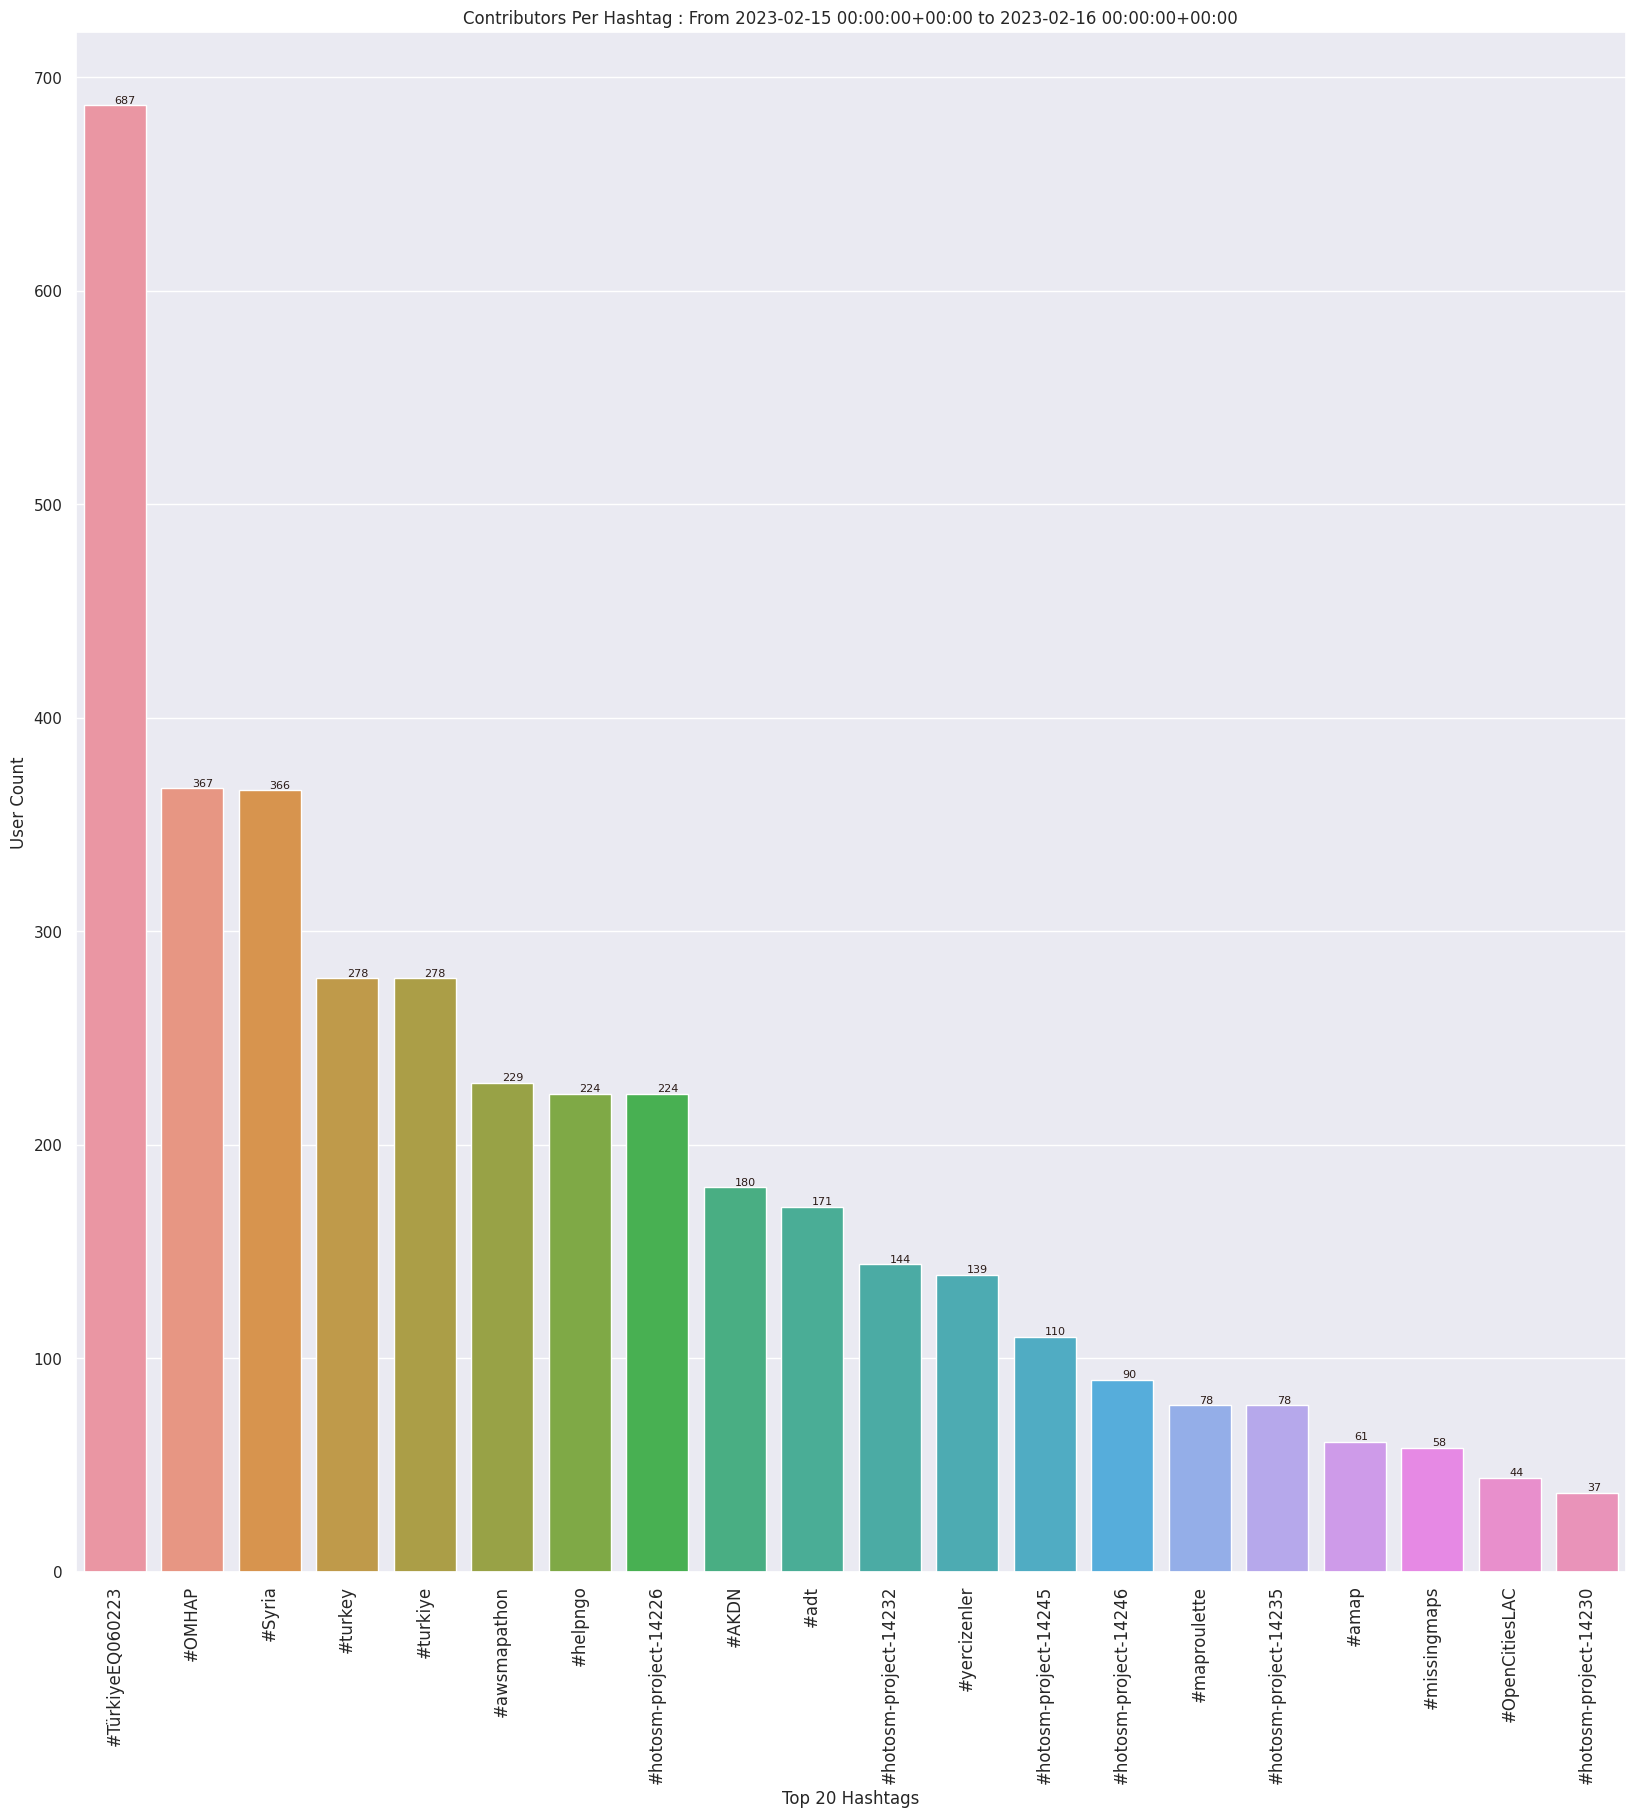 Contributors Per Hashtag : From 2023-02-15 00:00:00+00:00 to 2023-02-16 00:00:00+00:00
User Count
700
600
500
400
300
200
100
0
687
367
366
278
278
229
224
224
180
171
144
139
110
90
78
78
61
58
44
37
#TürkiyeEQ060223
#OMHAP
#Syria
#turkey
#turkiye
#awsmapathon
#helpngo
#hotosm-project-14226
#AKDN
#adt
#hotosm-project-14232
#yercizenler
#hotosm-project-14245
#hotosm-project-14246
#maproulette
#hotosm-project-14235
#amap
#missingmaps
#OpenCitiesLAC
#hotosm-project-14230
Top 20 Hashtags